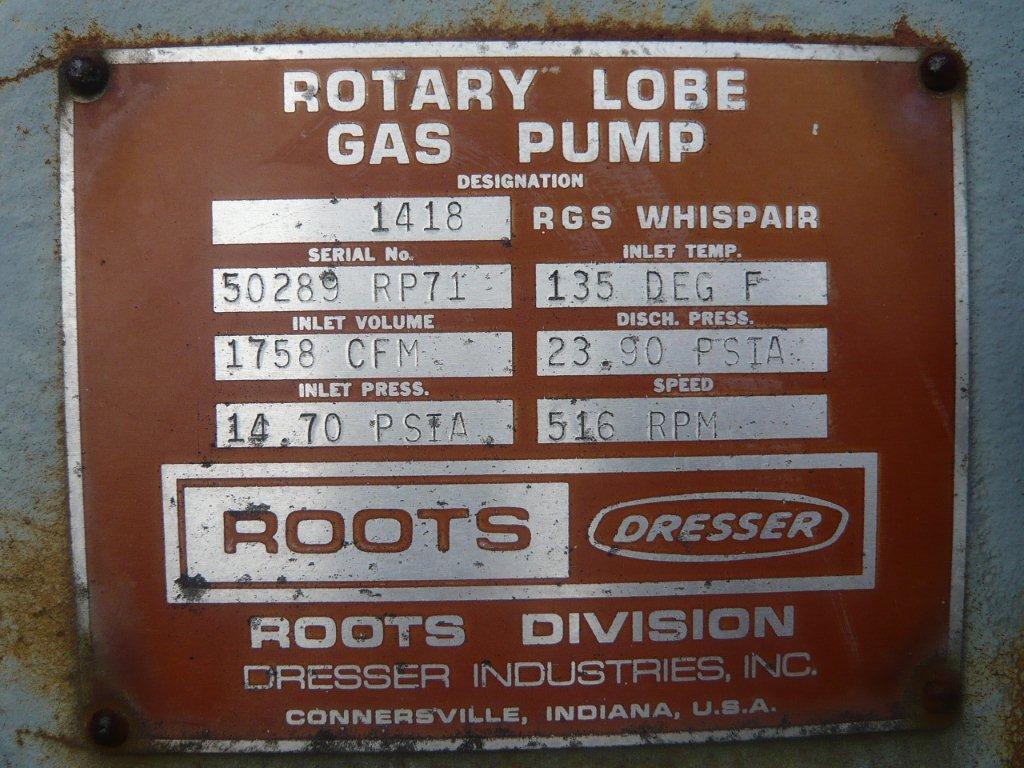 ROTARY LOBE
GAS PUMP
DESIGNATION
1418 RGS WHISPAIR
SERIAL No. INLET TEMP.
50289 RP71 135 DEG F
INLET VOLUME DISCH. PRESS.
1758 CFM 23.90 PSIA
INLET PRESS. SPEED
14.70 PSIA 516 RPM
ROOTS DRESSER
ROOTS DIVISION
DRESSER INDUSTRIES, INC.
CONNERSVILLE, INDIANA, U.S.A.